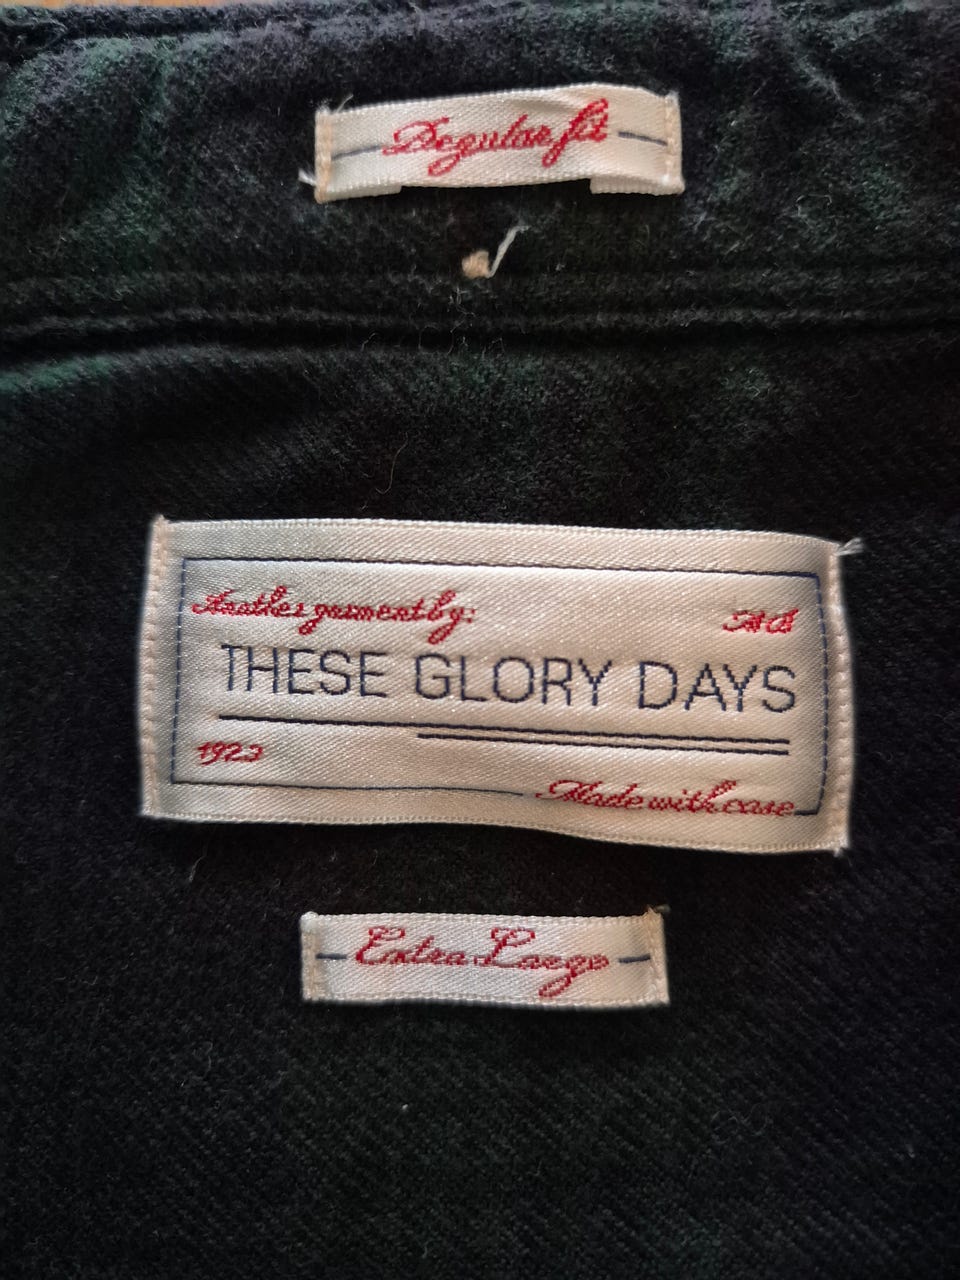 Regular fit
Another garment by:
THESE GLORY DAYS
1923
Made with care
Extra Large